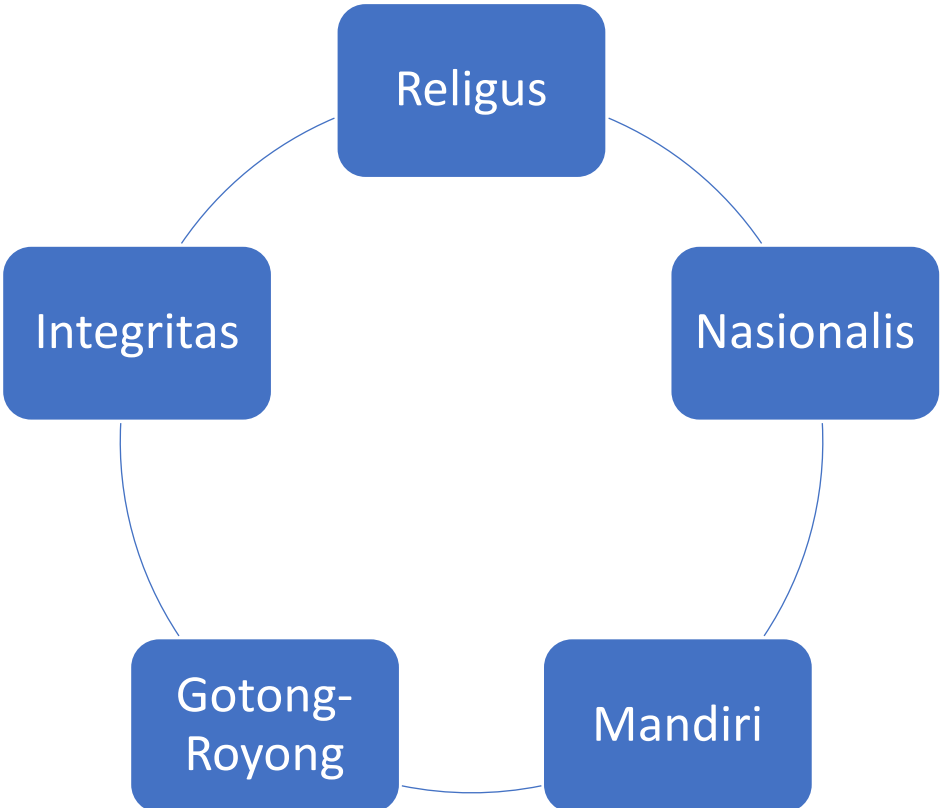 Religus
Nasionalis
Mandiri
Gotong-
Royong
Integritas